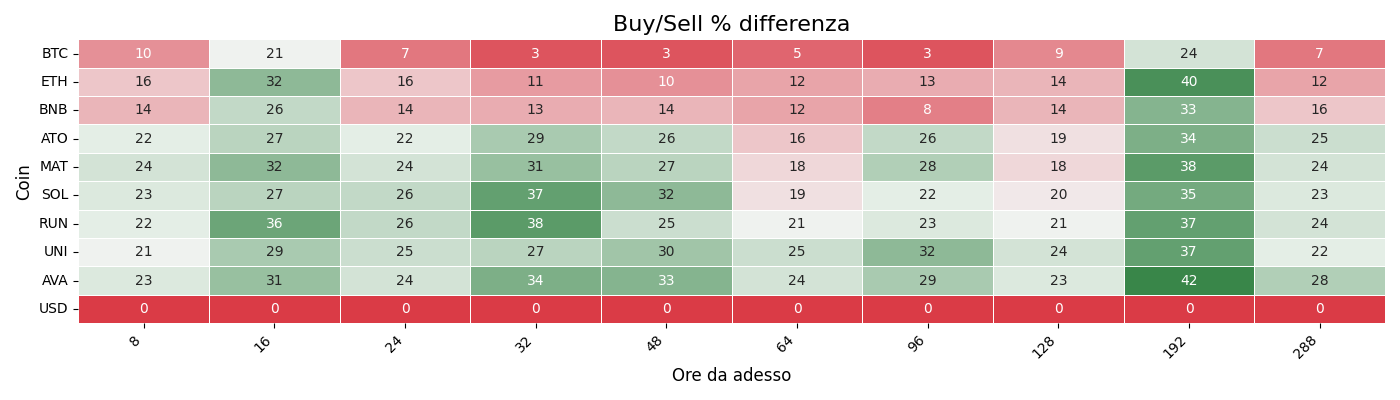 Buy/Sell % differenza
Coin
BTC 10 21 7 3 3 5 3 9 24 7
ETH 16 32 16 11 10 12 13 14 40 12
BNB 14 26 14 13 14 12 8 14 33 16
ATO 22 27 22 29 26 16 26 19 34 25
MAT 24 32 24 31 27 18 28 18 38 24
SOL 23 27 26 37 32 19 22 20 35 23
RUN 22 36 26 38 25 21 23 21 37 24
UNI 21 29 25 27 30 25 32 24 37 22
AVA 23 31 24 34 33 24 29 23 42 28
USD 0 0 0 0 0 0 0 0 0 0
8 16 24 32 48 64 96 128 192 288
Ore da adesso